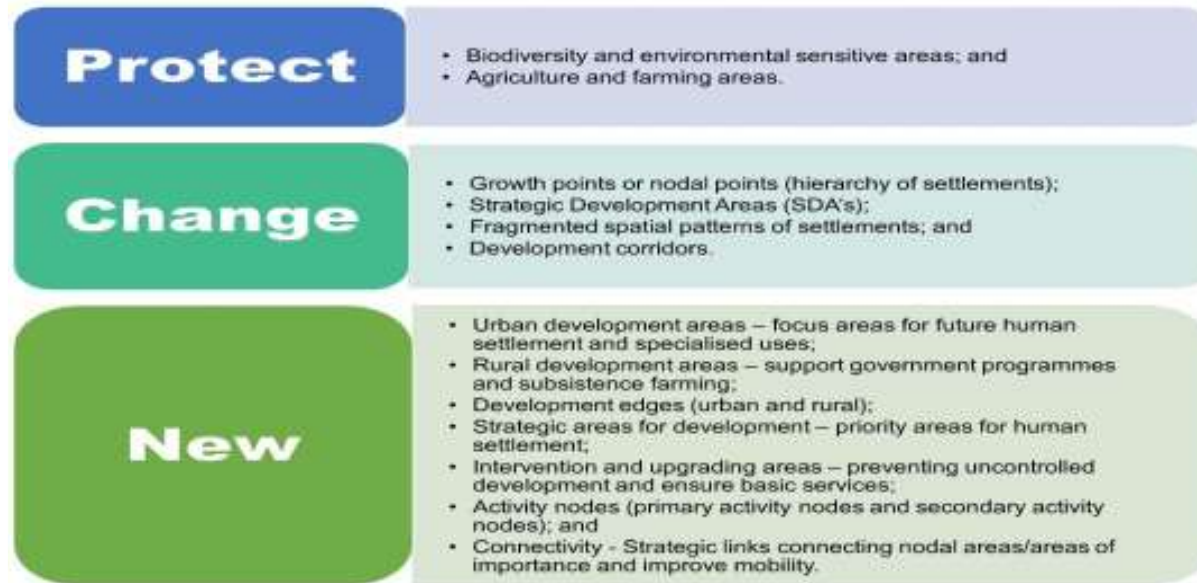 Protect
• Biodiversity and environmental sensitive areas; and
• Agriculture and farming areas.
Change
• Growth points or nodal points (hierarchy of settlements);
• Strategic Development Areas (SDA's);
• Fragmented spatial patterns of settlements; and
• Development corridors.
New
• Urban development areas – focus areas for future human
settlement and specialised uses;
• Rural development areas – support government programmes
and subsistence farming;
• Development edges (urban and rural);
• Strategic areas for development – priority areas for human
settlement;
• Intervention and upgrading areas – preventing uncontrolled
development and ensure basic services;
• Activity nodes (primary activity nodes and secondary activity
nodes); and
• Connectivity - Strategic links connecting nodal areas/areas of
importance and improve mobility.